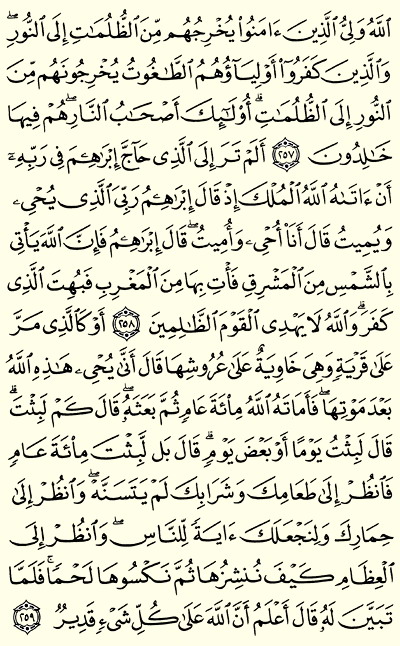 ٱللَّهُ وَلِىُّ ٱلَّذِينَ ءَامَنُوا۟ يُخْرِجُهُم مِّنَ ٱلظُّلُمَـٰتِ إِلَى ٱلنُّورِ ۖ
وَٱلَّذِينَ كَفَرُوٓا۟ أَوْلِيَآؤُهُمُ ٱلطَّـٰغُوتُ يُخْرِجُونَهُم مِّنَ
ٱلنُّورِ إِلَى ٱلظُّلُمَـٰتِ ۗ أُو۟لَـٰٓئِكَ أَصْحَـٰبُ ٱلنَّارِ ۖ هُمْ فِيهَا
خَـٰلِدُونَ ﴿٢٥٧﴾ أَلَمْ تَرَ إِلَى ٱلَّذِى حَآجَّ إِبْرَٰهِـۧمَ فِى رَبِّهِۦٓ
أَنْ ءَاتَىٰهُ ٱللَّهُ ٱلْمُلْكَ إِذْ قَالَ إِبْرَٰهِـۧمُ رَبِّىَ ٱلَّذِى يُحْىِۦ
وَيُمِيتُ قَالَ أَنَا۠ أُحْىِۦ وَأُمِيتُ ۖ قَالَ إِبْرَٰهِـۧمُ فَإِنَّ ٱللَّهَ يَأْتِى
بِٱلشَّمْسِ مِنَ ٱلْمَشْرِقِ فَأْتِ بِهَا مِنَ ٱلْمَغْرِبِ فَبُهِتَ ٱلَّذِى
كَفَرَ ۗ وَٱللَّهُ لَا يَهْدِى ٱلْقَوْمَ ٱلظَّـٰلِمِينَ ﴿٢٥٨﴾ أَوْ كَٱلَّذِى مَرَّ
عَلَىٰ قَرْيَةٍ وَهِىَ خَاوِيَةٌ عَلَىٰ عُرُوشِهَا قَالَ أَنَّىٰ يُحْىِۦ هَـٰذِهِ ٱللَّهُ
بَعْدَ مَوْتِهَا ۖ فَأَمَاتَهُ ٱللَّهُ مِا۟ئَةَ عَامٍ ثُمَّ بَعَثَهُۥ ۖ قَالَ كَمْ لَبِثْتَ ۖ
قَالَ لَبِثْتُ يَوْمًا أَوْ بَعْضَ يَوْمٍ ۖ قَالَ بَل لَّبِثْتَ مِا۟ئَةَ عَامٍ
فَٱنظُرْ إِلَىٰ طَعَامِكَ وَشَرَابِكَ لَمْ يَتَسَنَّهْ ۖ وَٱنظُرْ إِلَىٰ
حِمَارِكَ وَلِنَجْعَلَكَ ءَايَةً لِّلنَّاسِ ۖ وَٱنظُرْ إِلَى
ٱلْعِظَامِ كَيْفَ نُنشِزُهَا ثُمَّ نَكْسُوهَا لَحْمًا ۚ فَلَمَّا
تَبَيَّنَ لَهُۥ قَالَ أَعْلَمُ أَنَّ ٱللَّهَ عَلَىٰ كُلِّ شَىْءٍ قَدِيرٌ ﴿٢٥٩﴾